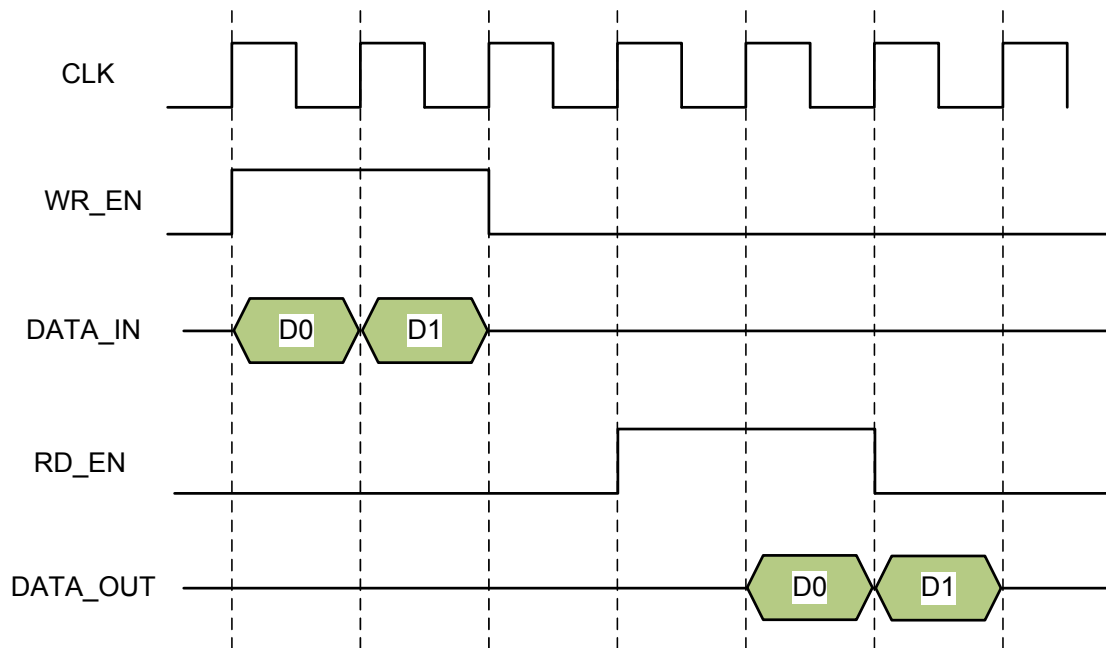 CLK
WR_EN
DATA_IN
D0
D1
RD_EN
DATA_OUT
D0
D1